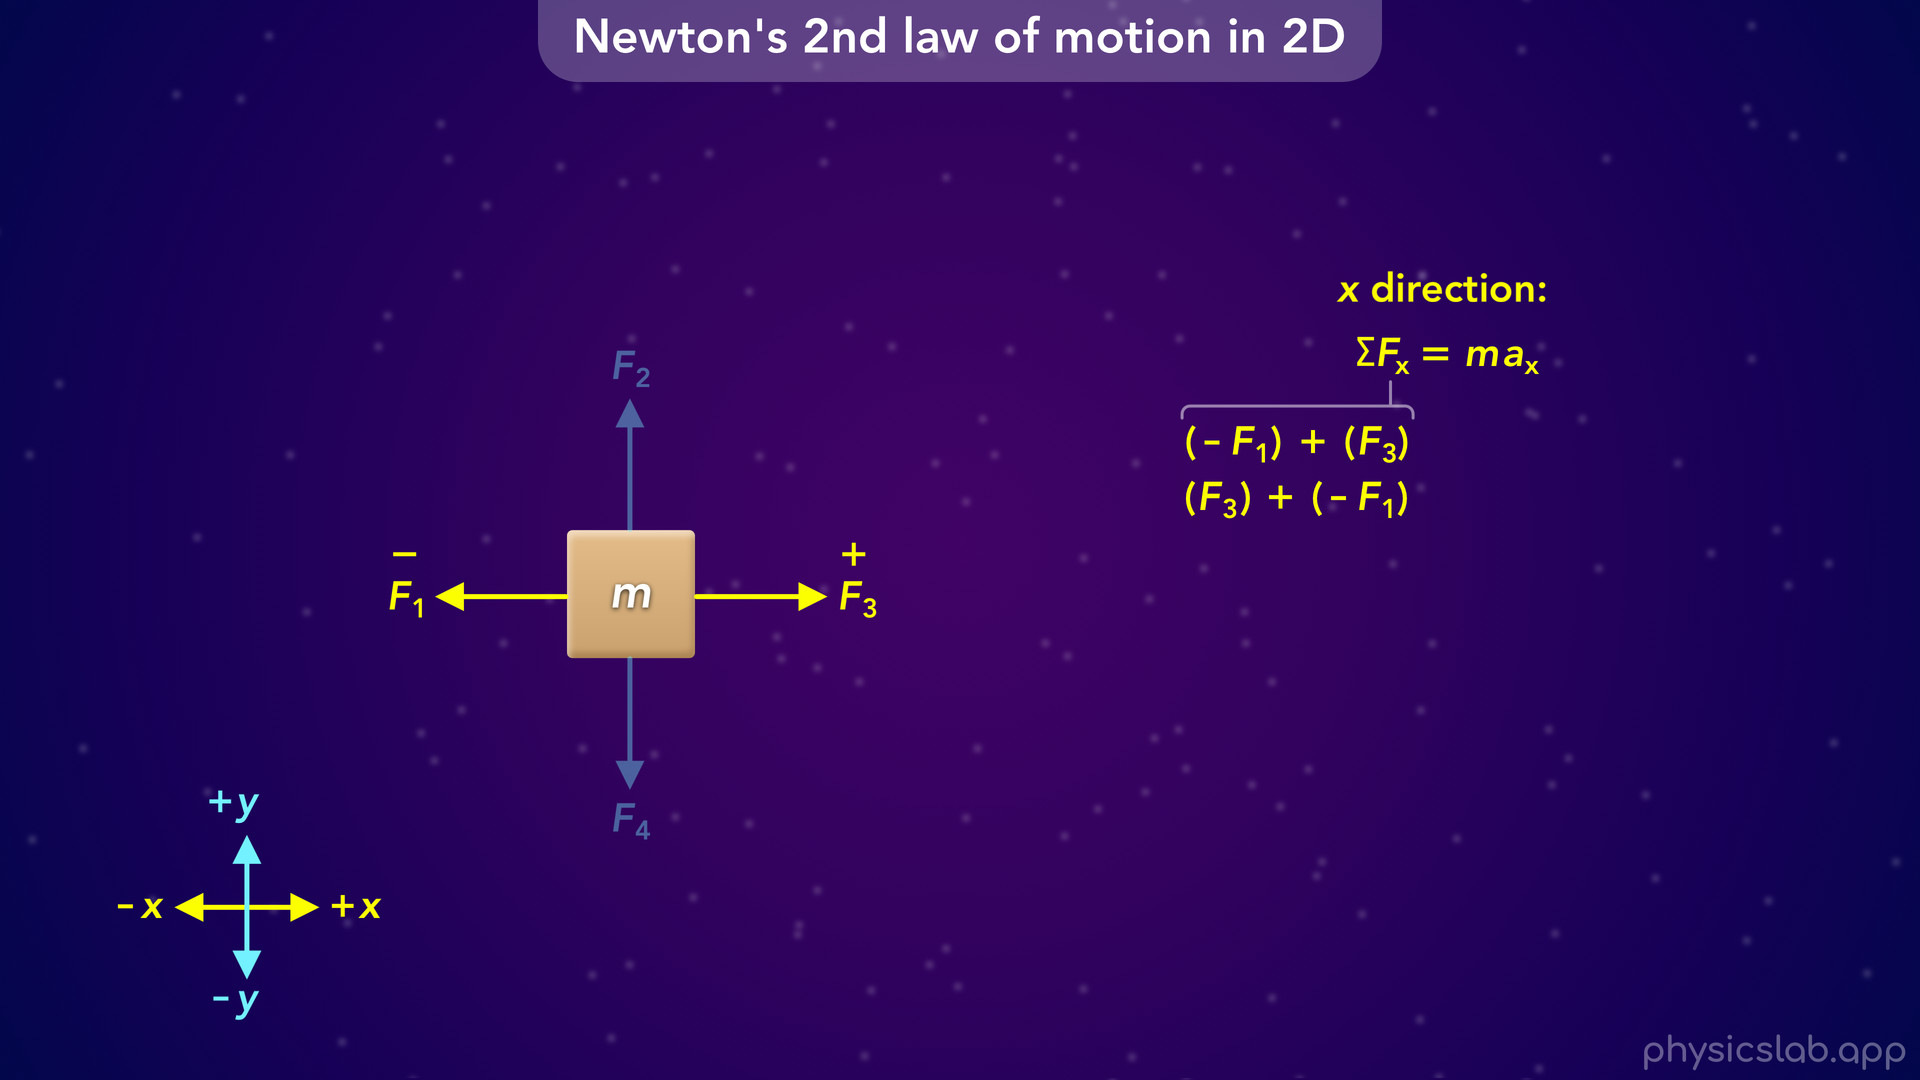 Newton's 2nd law of motion in 2D
x direction:
ΣFₓ = maₓ
(- F₁) + (F₃)
(F₃) + (- F₁)
F₂
−
+
F₁
m
F₃
F₄
+y
-x
+x
-y
physicslab.app